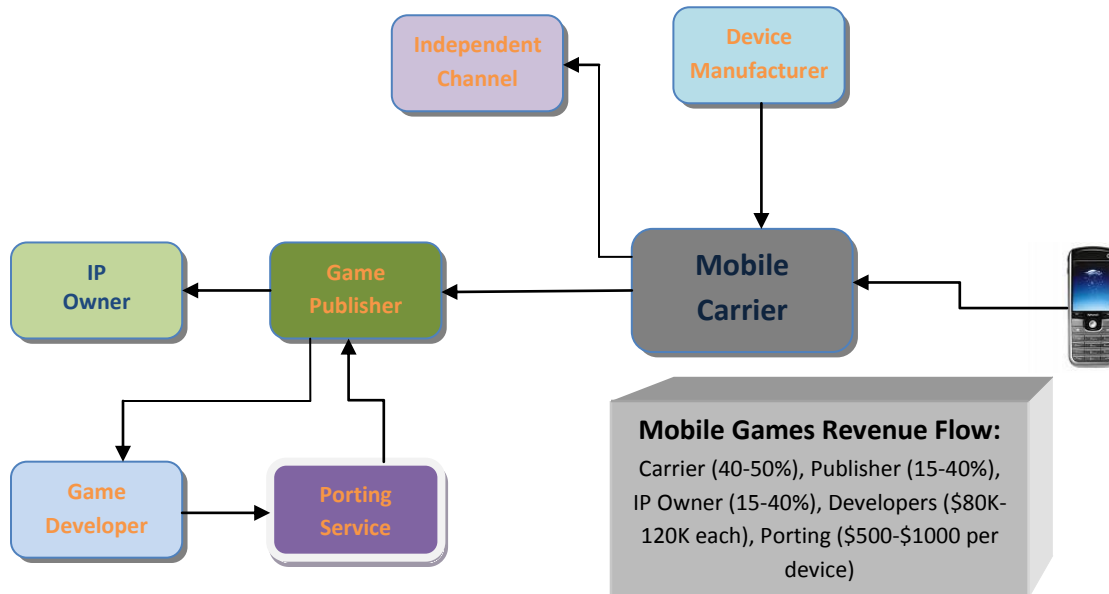 Independent
Channel
Device
Manufacturer
IP
Owner
Game
Publisher
Mobile
Carrier
Game
Developer
Porting
Service
Mobile Games Revenue Flow:
Carrier (40-50%), Publisher (15-40%),
IP Owner (15-40%), Developers ($80K-
120K each), Porting ($500-$1000 per
device)